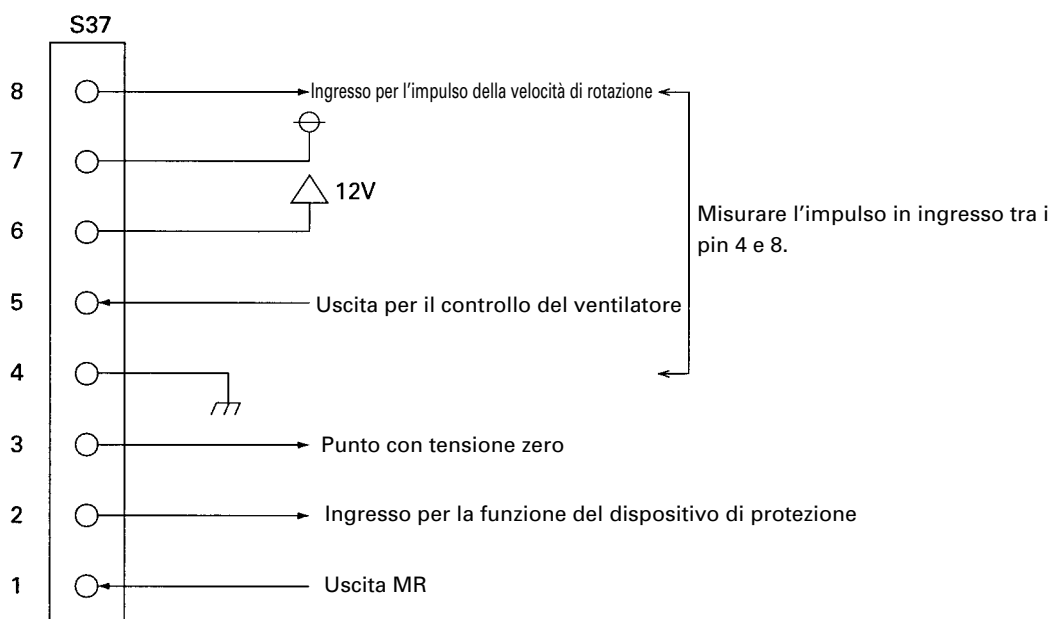 S37
8 Ingresso per l'impulso della velocità di rotazione
7
12V
6
Misurare l'impulso in ingresso tra i
pin 4 e 8.
5 Uscita per il controllo del ventilatore
4
3 Punto con tensione zero
2 Ingresso per la funzione del dispositivo di protezione
1 Uscita MR